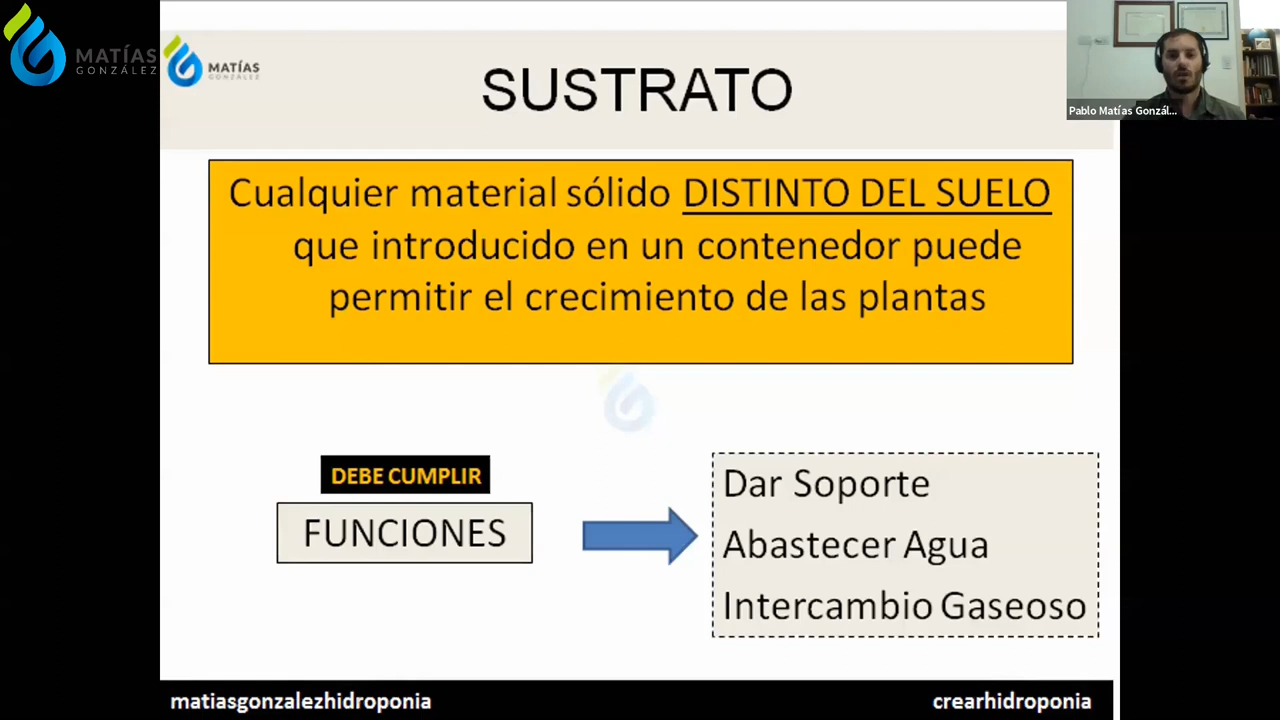 MATÍAS
GONZÁLEZ
MATÍAS
GONZÁLEZ
SUSTRATO
Pablo Matías Gonzál...
Cualquier material sólido DISTINTO DEL SUELO
que introducido en un contenedor puede
permitir el crecimiento de las plantas
DEBE CUMPLIR
FUNCIONES
Dar Soporte
Abastecer Agua
Intercambio Gaseoso
matiasgonzalezhidroponia
crearhidroponia